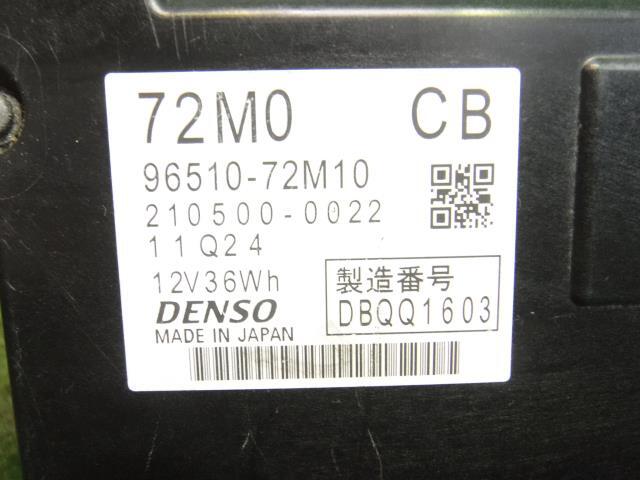 72M0 CB
96510-72M10
210500-0022
11Q24
12V36Wh
製造番号
DENSO
DBQQ1603
MADE IN JAPAN